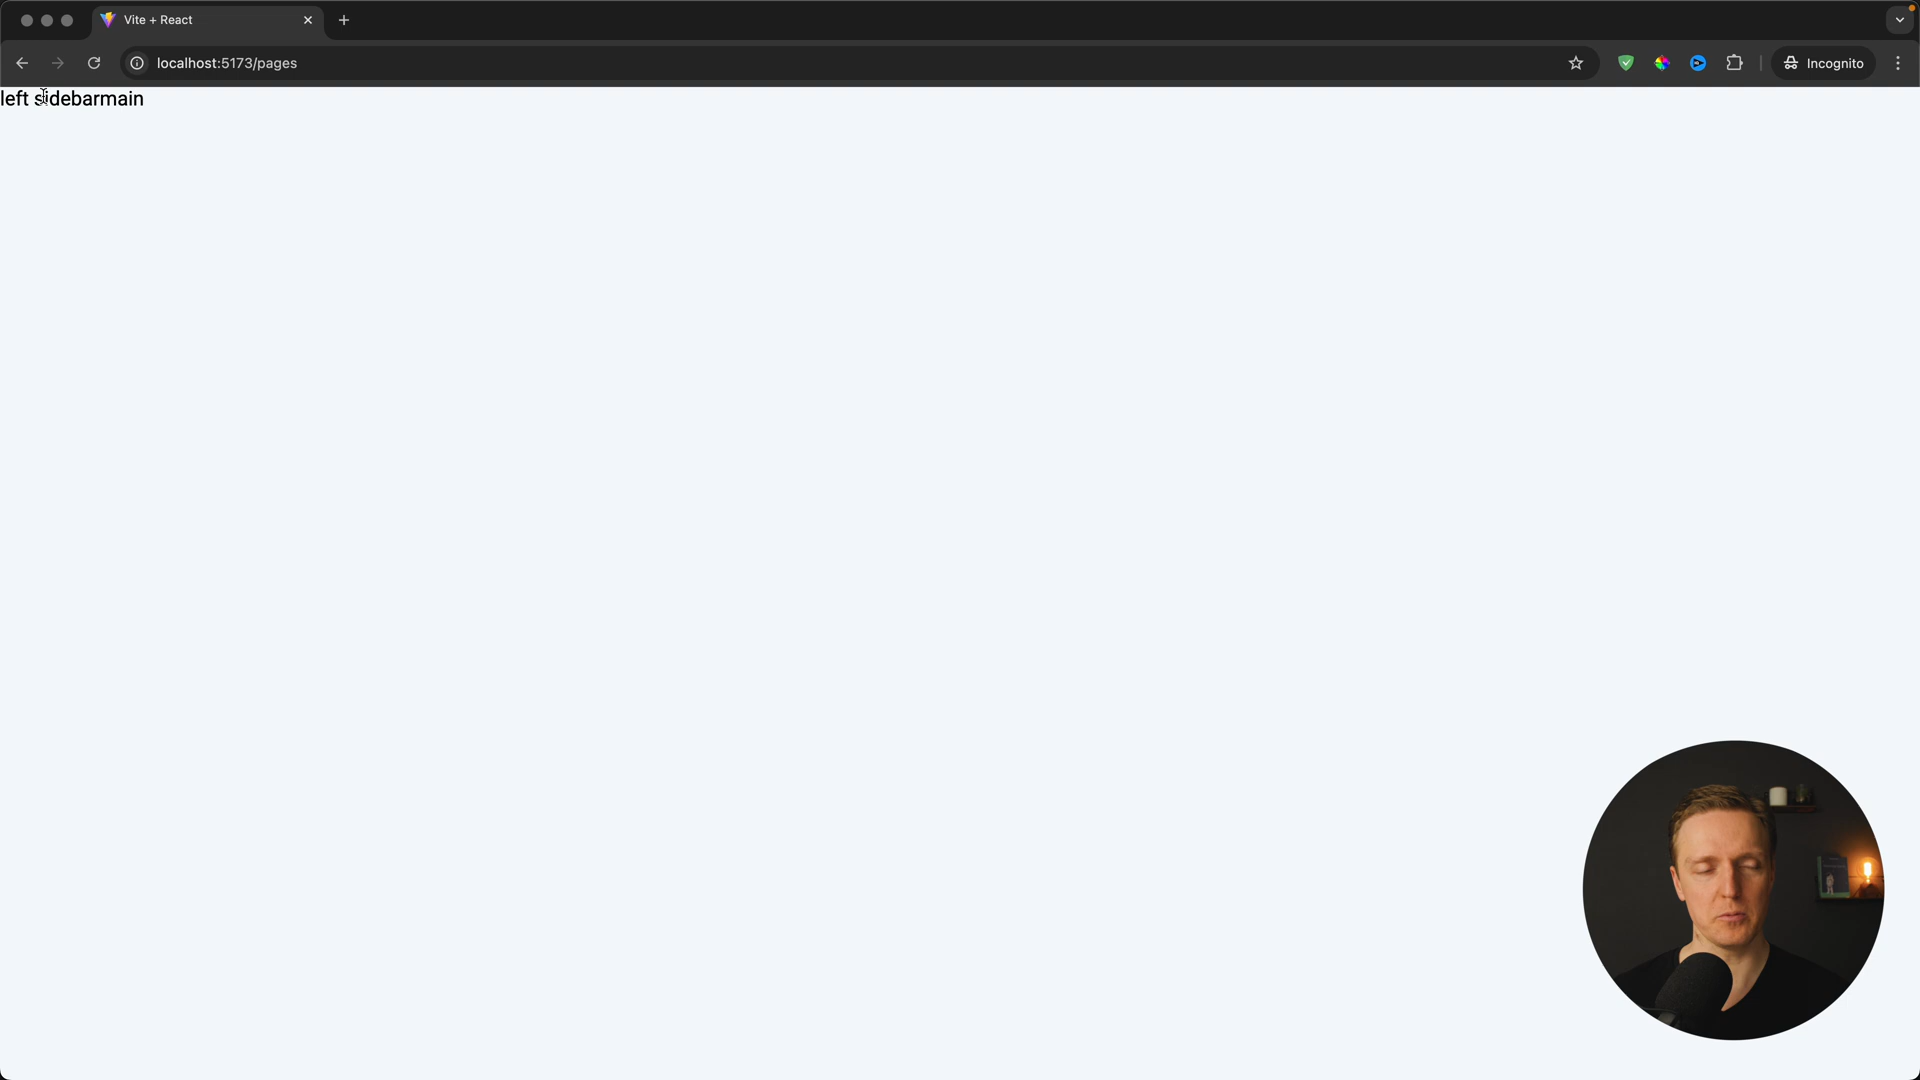 Vite + React
localhost:5173/pages
Incognito
left sidebarmain